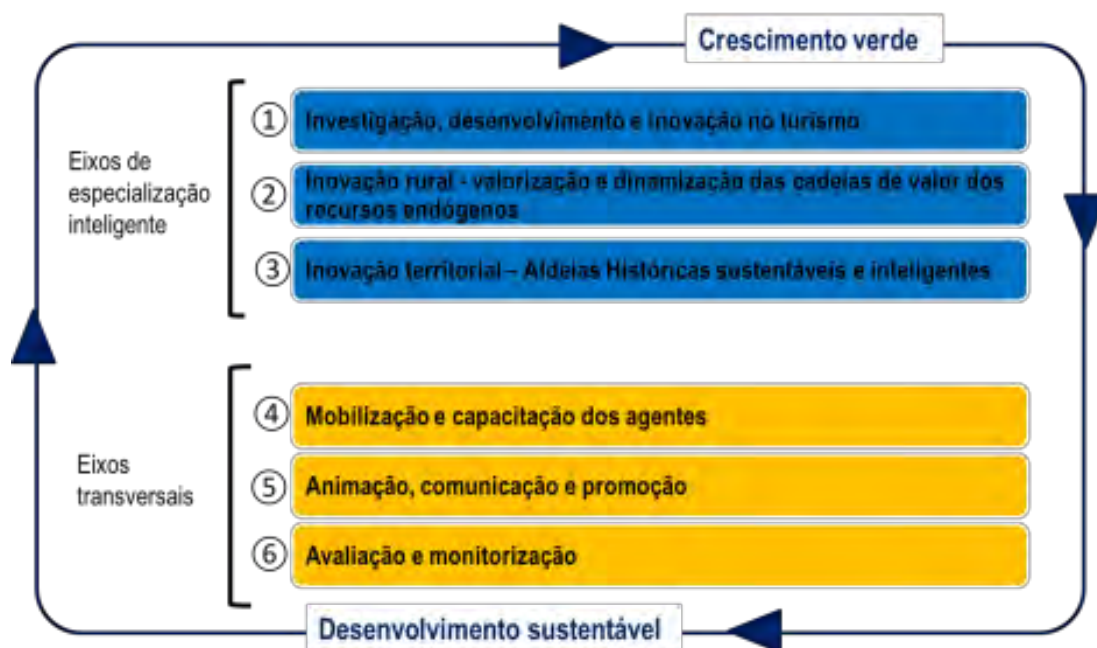 Crescimento verde
Eixos de
especialização
inteligente
1 Investigação, desenvolvimento e inovação no turismo
2 Inovação rural - valorização e dinamização das cadeias de valor dos
recursos endógenos
3 Inovação territorial – Aldeias Históricas sustentáveis e inteligentes
Eixos
transversais
4 Mobilização e capacitação dos agentes
5 Animação, comunicação e promoção
6 Avaliação e monitorização
Desenvolvimento sustentável